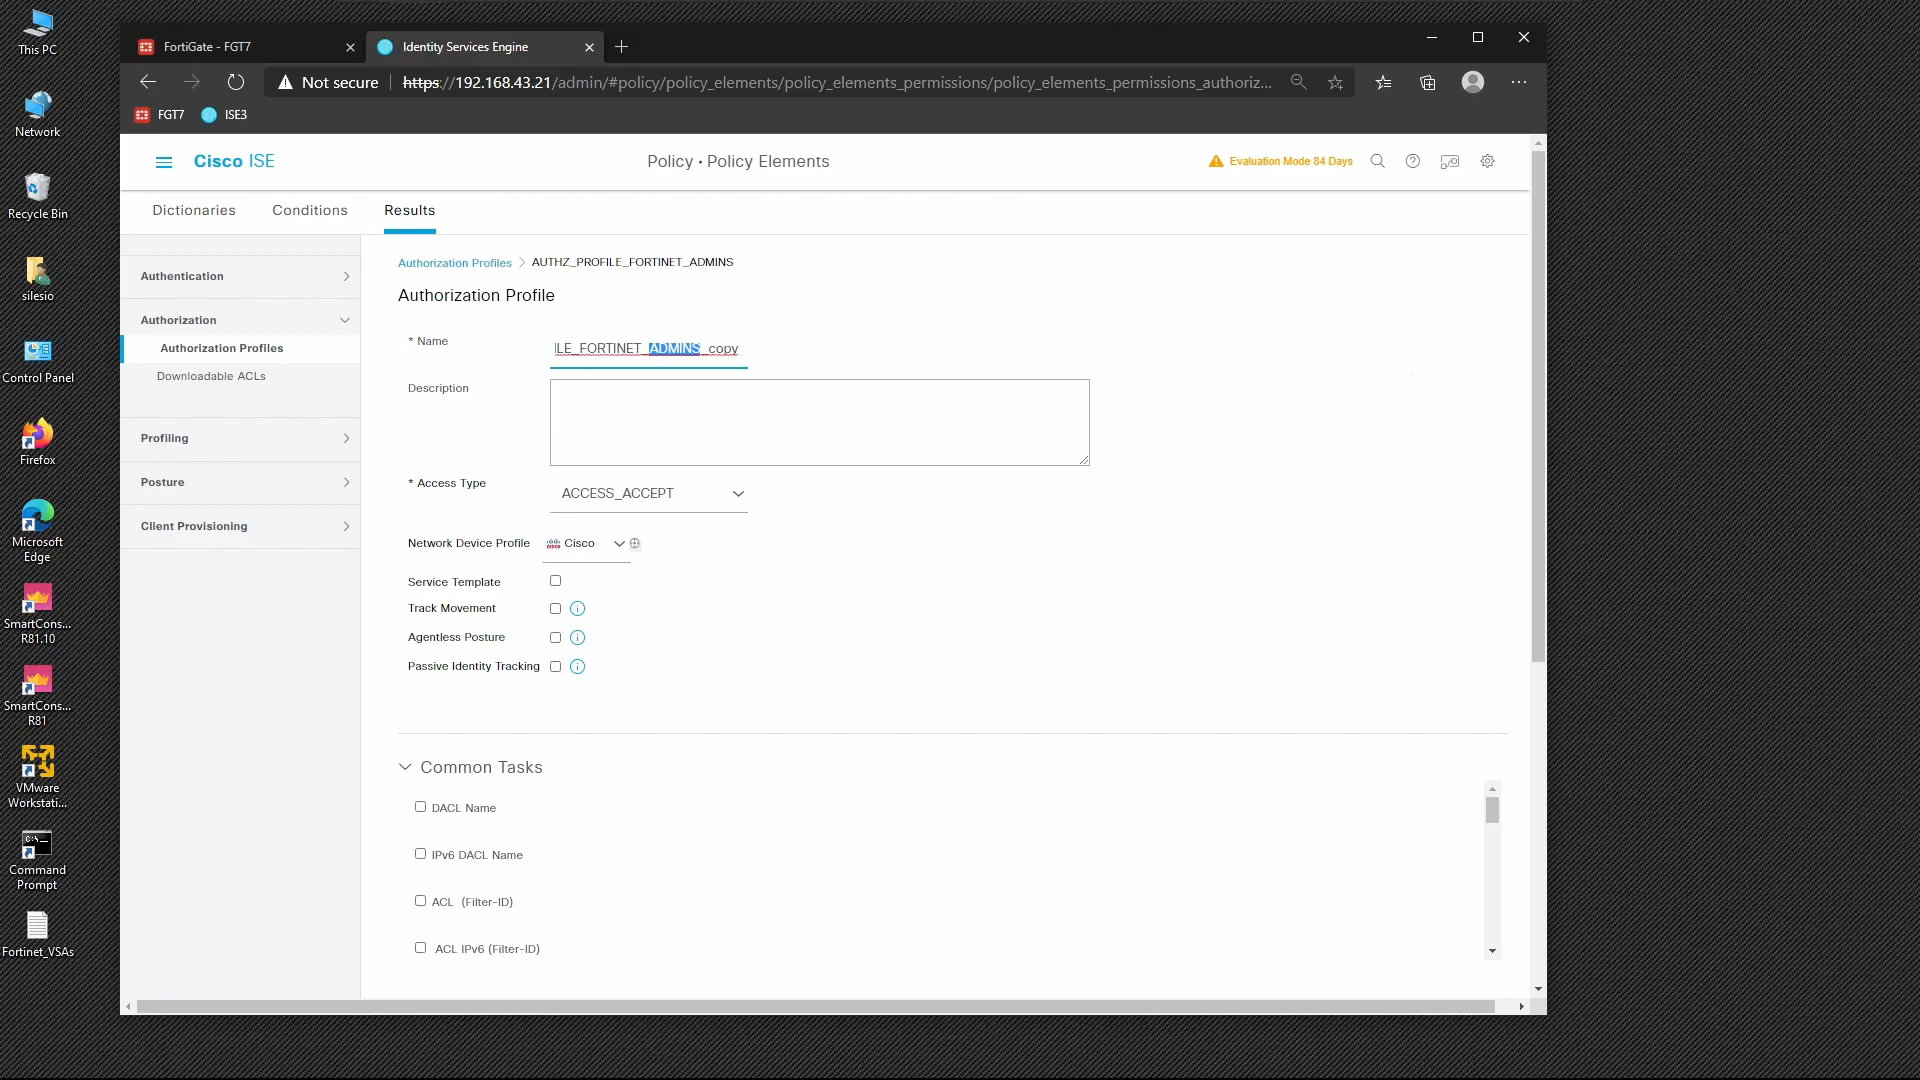 This PC
Network
Recycle Bin
silesio
Control Panel
Firefox
Microsoft
Edge
SmartCons...
R81.10
SmartCons...
R81
VMware
Workstati...
Command
Prompt
Fortinet_VSAs
FortiGate - FGT7
Identity Services Engine
Not secure
https://192.168.43.21/admin/#policy/policy_elements/policy_elements_permissions/policy_elements_permissions_authoriz...
FGT7
ISE3
Cisco ISE
Policy • Policy Elements
Evaluation Mode 84 Days
Dictionaries
Conditions
Results
Authentication
Authorization
Authorization Profiles
Downloadable ACLs
Profiling
Posture
Client Provisioning
Authorization Profiles > AUTHZ_PROFILE_FORTINET_ADMINS
Authorization Profile
* Name
ILE_FORTINET_ADMINS_copy
Description
* Access Type
ACCESS_ACCEPT
Network Device Profile
Cisco
Service Template
Track Movement
Agentless Posture
Passive Identity Tracking
Common Tasks
DACL Name
IPv6 DACL Name
ACL (Filter-ID)
ACL IPv6 (Filter-ID)